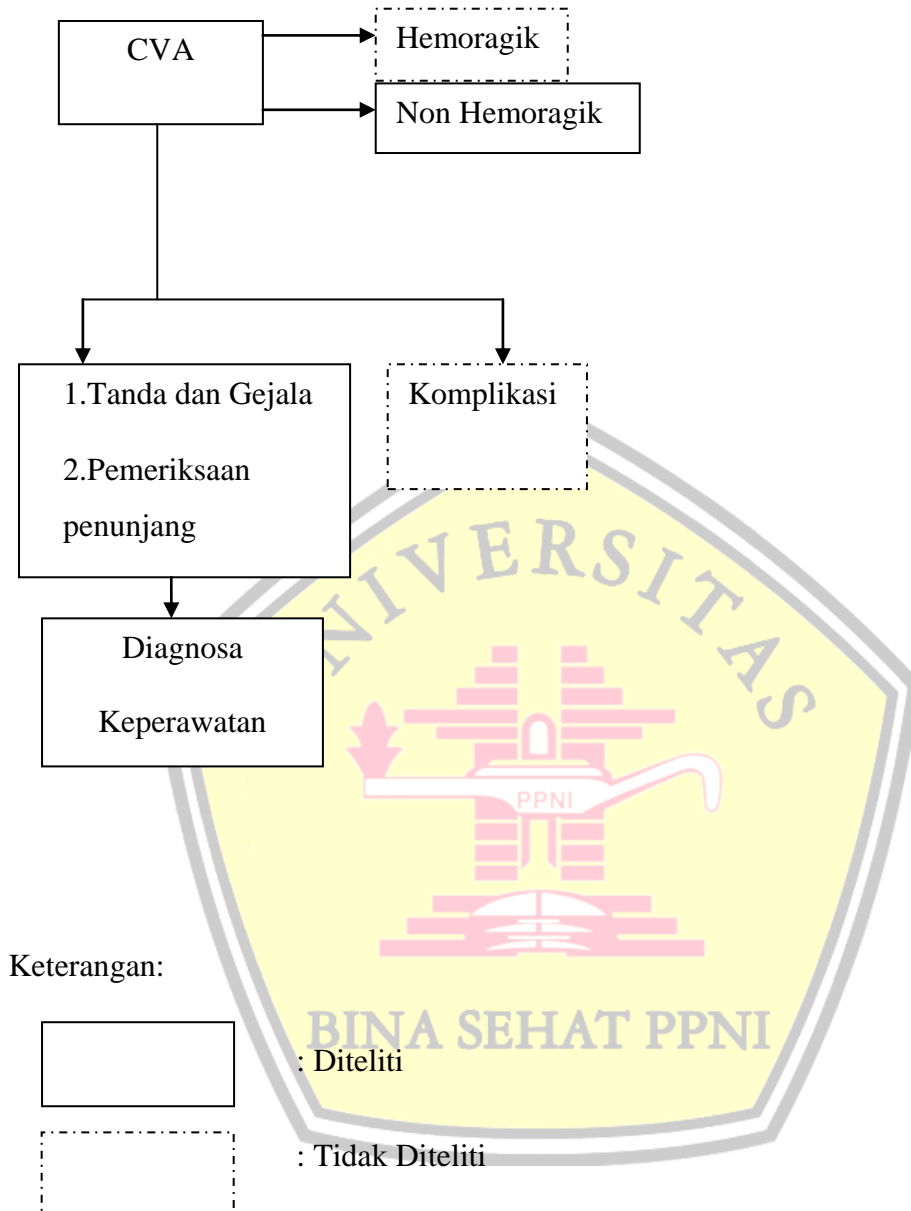 CVA
Hemoragik
Non Hemoragik
1.Tanda dan Gejala
2.Pemeriksaan
penunjang
Komplikasi
Diagnosa
Keperawatan
UNIVERSITAS
PPNI
BINA SEHAT PPNI
Keterangan:
: Diteliti
: Tidak Diteliti